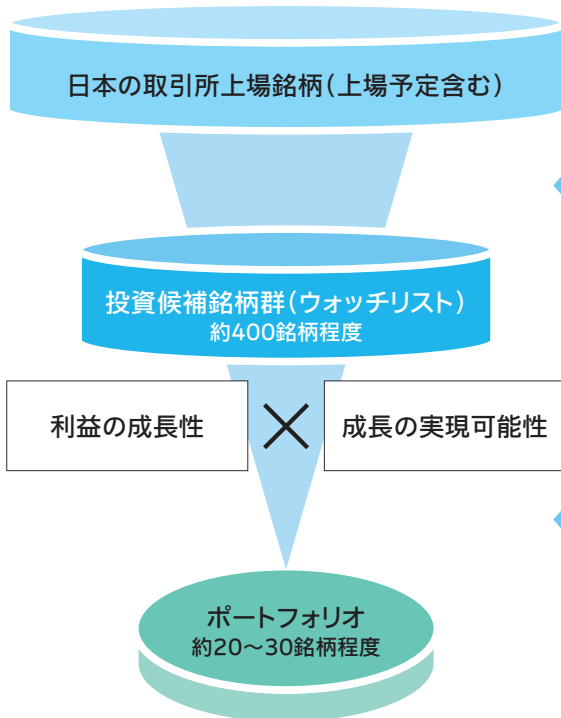 日本の取引所上場銘柄(上場予定含む)
投資候補銘柄群(ウォッチリスト)
約400銘柄程度
利益の成長性
成長の実現可能性
ポートフォリオ
約20～30銘柄程度